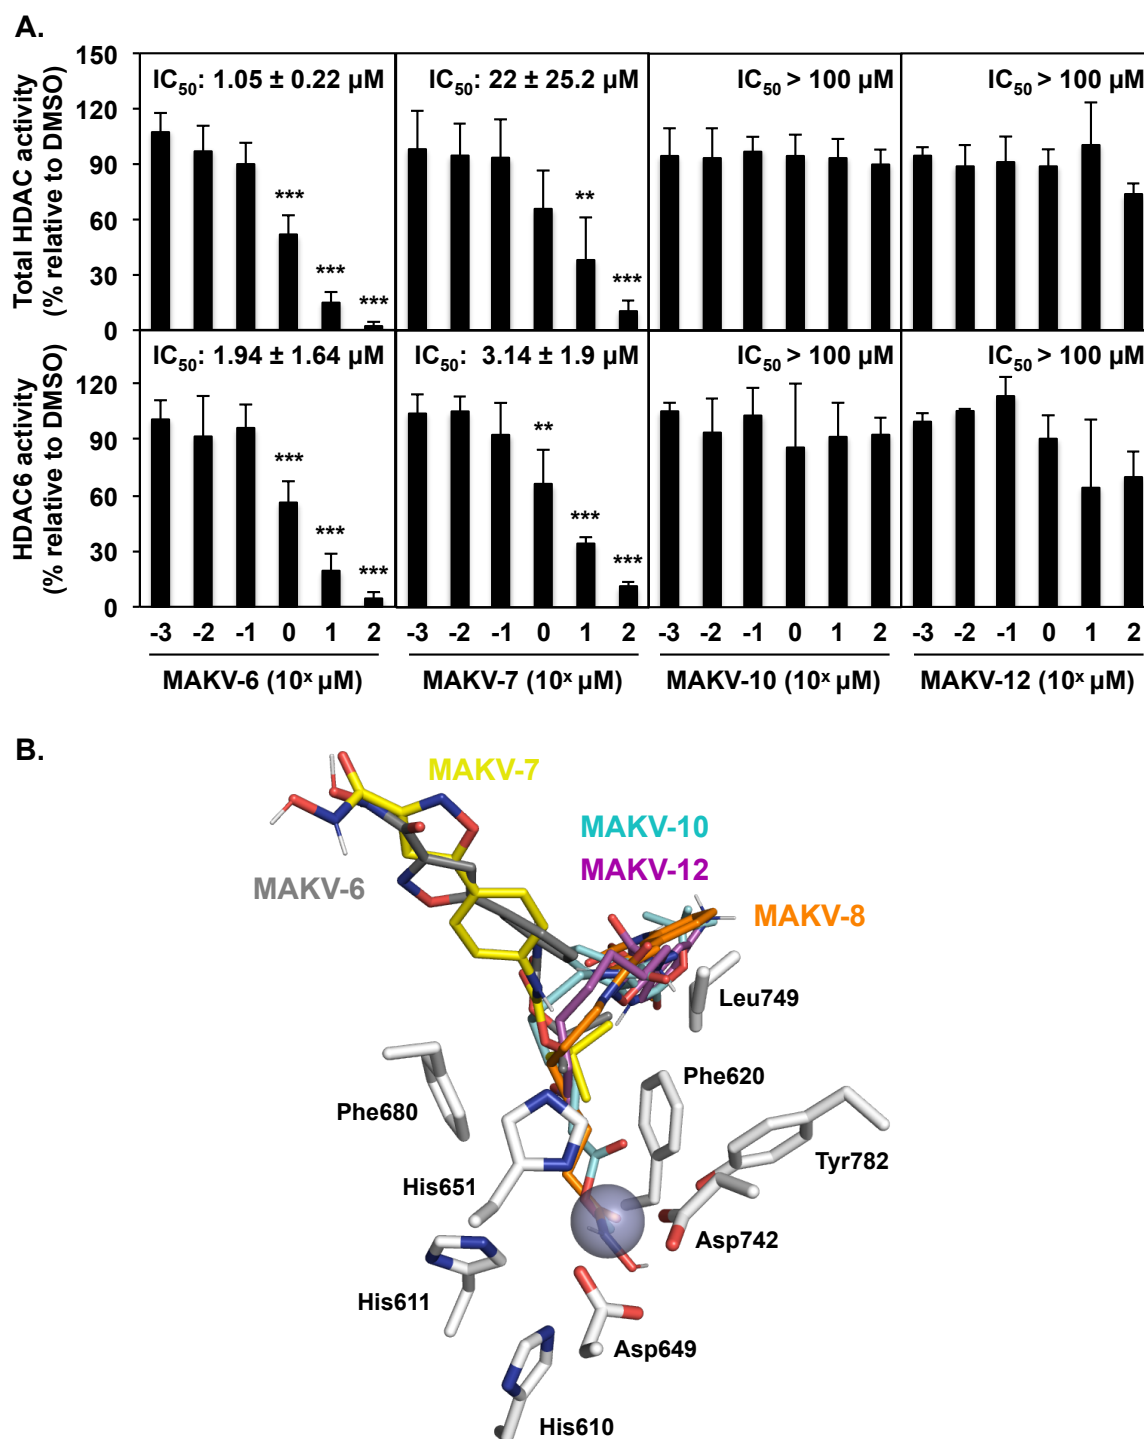 A.
150
120
90
60
30
0
Total HDAC activity
(% relative to DMSO)
IC50: 1.05 ± 0.22 µM
***
***
***
IC50: 22 ± 25.2 µM
**
***
IC50 > 100 µM
IC50 > 100 µM
120
90
60
30
0
HDAC6 activity
(% relative to DMSO)
IC50: 1.94 ± 1.64 µM
***
***
***
IC50: 3.14 ± 1.9 µM
**
***
***
IC50 > 100 µM
IC50 > 100 µM
-3 -2 -1 0 1 2 -3 -2 -1 0 1 2 -3 -2 -1 0 1 2 -3 -2 -1 0 1 2
MAKV-6 (10ˣ µM) MAKV-7 (10ˣ µM) MAKV-10 (10ˣ µM) MAKV-12 (10ˣ µM)
B.
MAKV-7
MAKV-10
MAKV-12
MAKV-6
MAKV-8
Leu749
Phe620
Phe680
Tyr782
His651
Asp742
His611
Asp649
His610